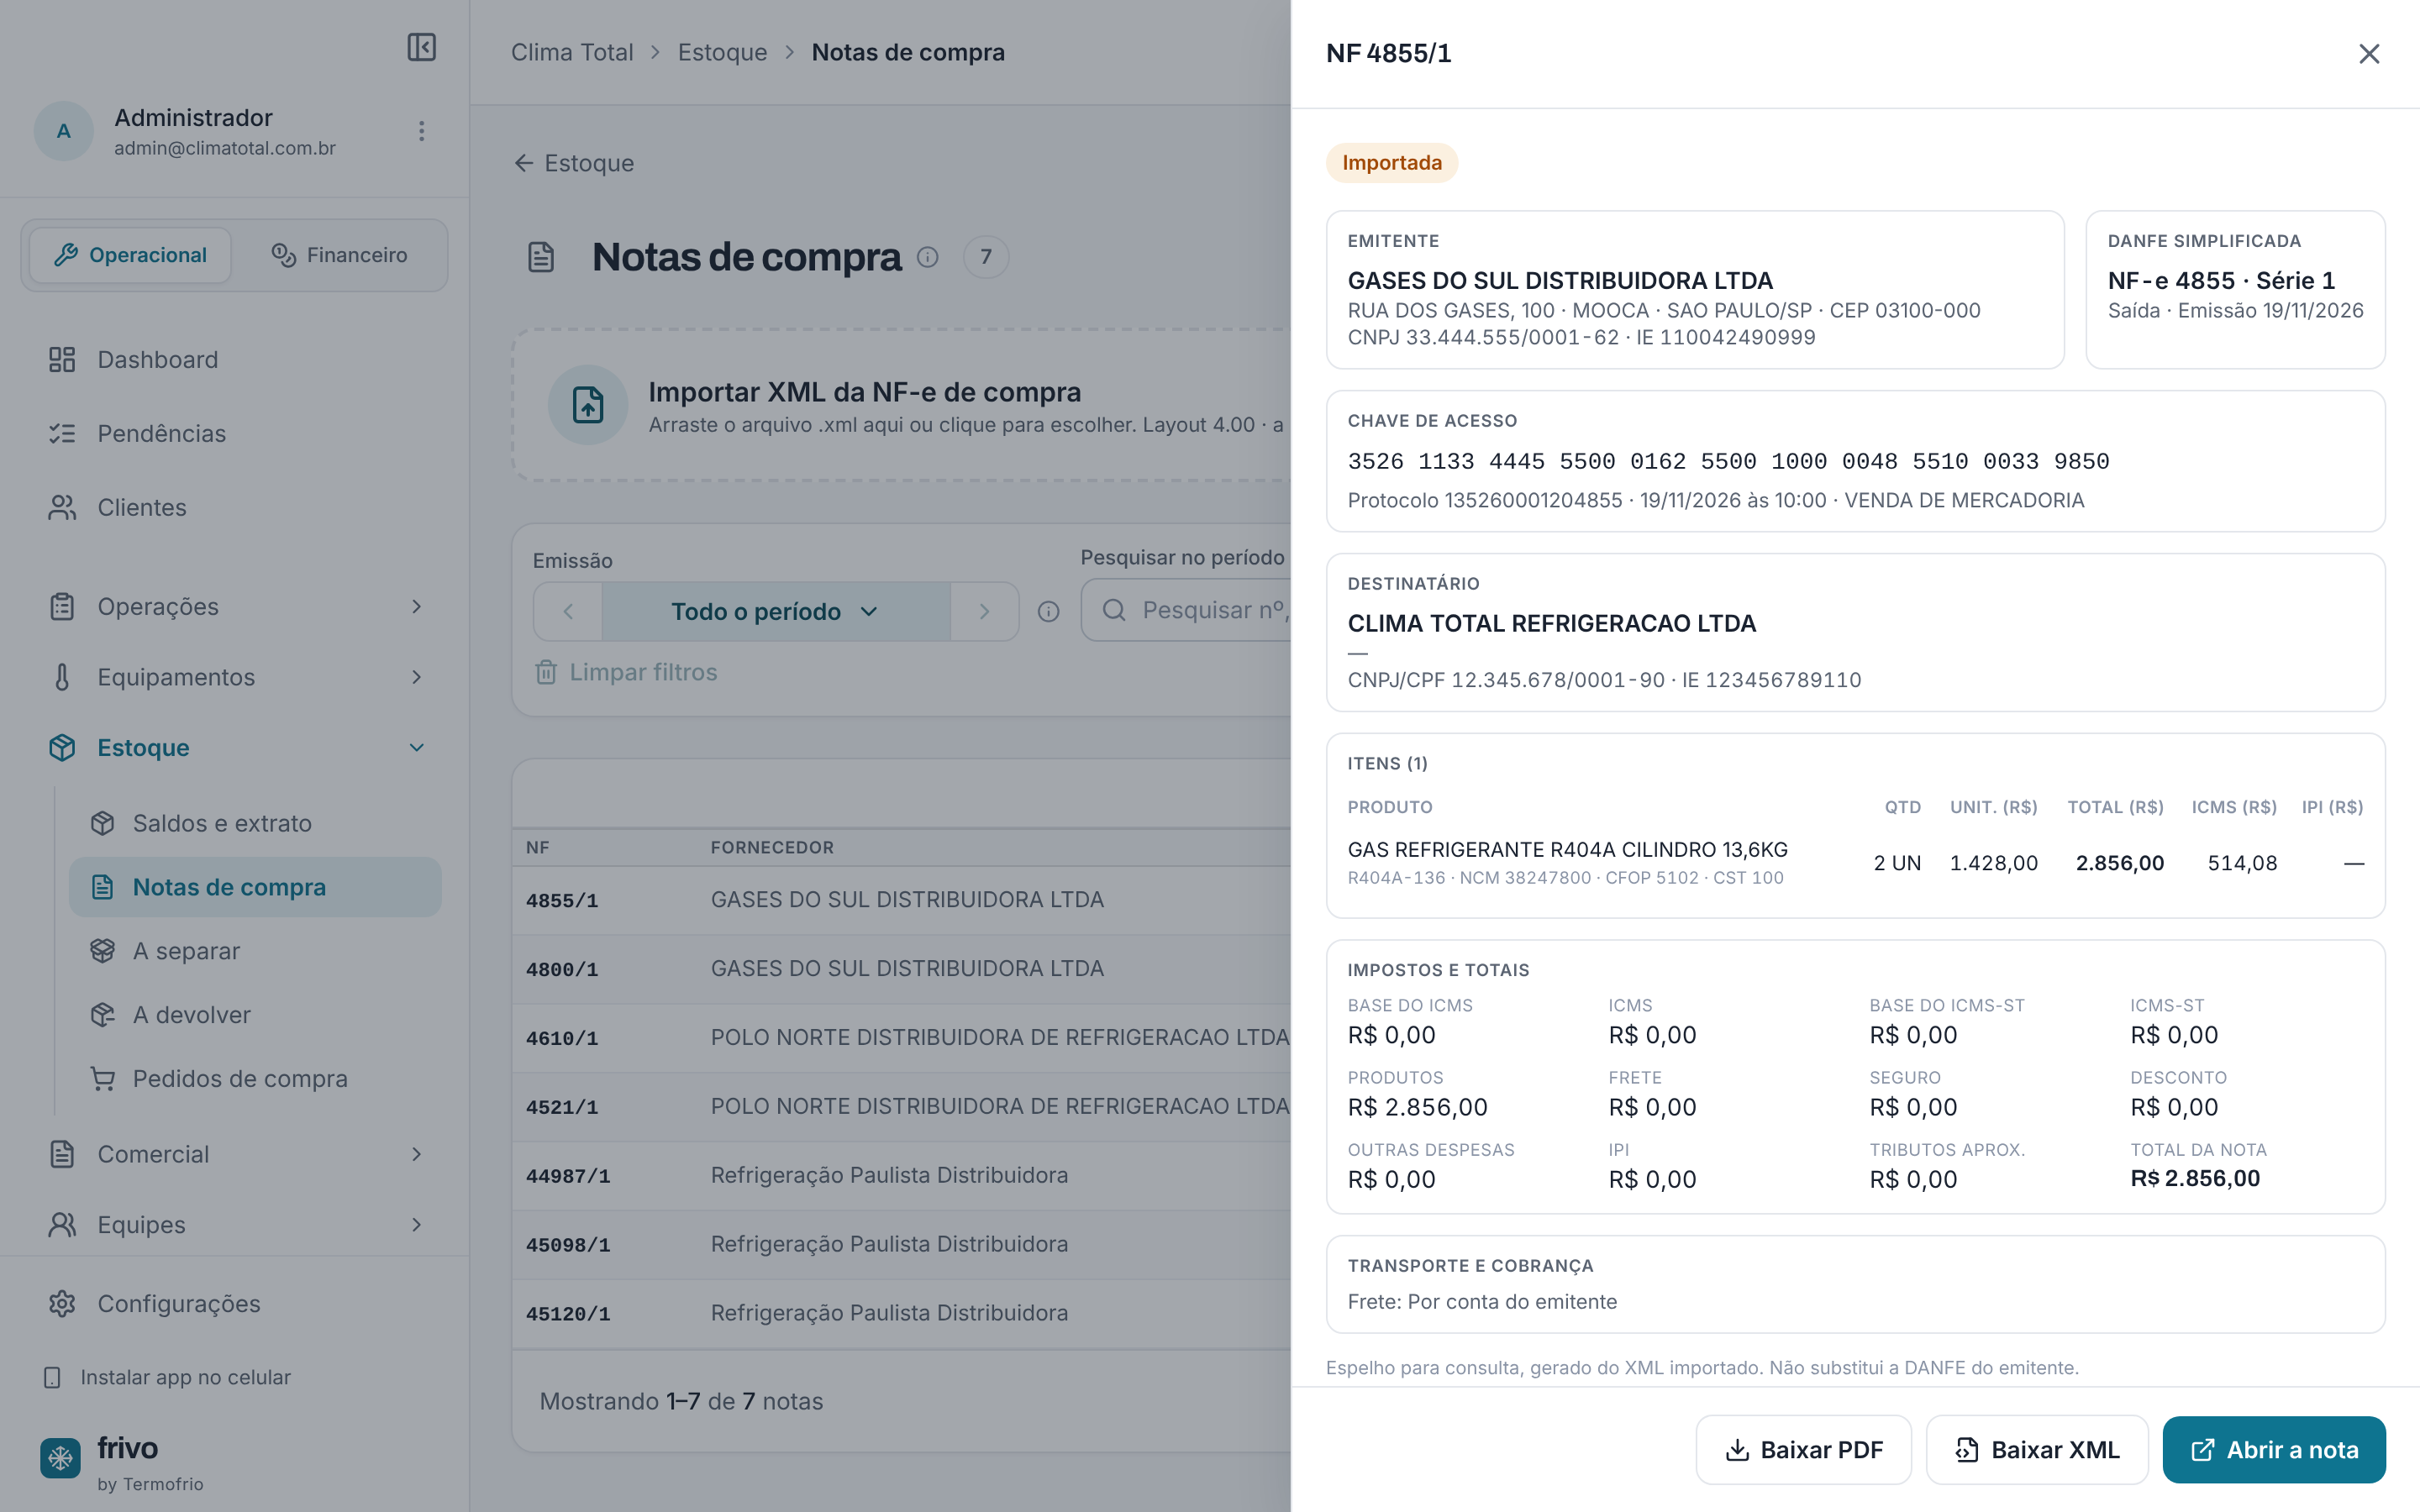 A
Administrador
admin@climatotal.com.br
Operacional
Financeiro
Dashboard
Pendências
Clientes
Operações
Equipamentos
Estoque
Saldos e extrato
Notas de compra
A separar
A devolver
Pedidos de compra
Comercial
Equipes
Configurações
Instalar app no celular
frivo
by Termofrio
Clima Total > Estoque > Notas de compra
← Estoque
Notas de compra 7
Importar XML da NF-e de compra
Arraste o arquivo .xml aqui ou clique para escolher. Layout 4.00 · a
Emissão
Todo o período
Pesquisar no período
Pesquisar nº,
Limpar filtros
NF FORNECEDOR
4855/1 GASES DO SUL DISTRIBUIDORA LTDA
4800/1 GASES DO SUL DISTRIBUIDORA LTDA
4610/1 POLO NORTE DISTRIBUIDORA DE REFRIGERACAO LTDA
4521/1 POLO NORTE DISTRIBUIDORA DE REFRIGERACAO LTDA
44987/1 Refrigeração Paulista Distribuidora
45098/1 Refrigeração Paulista Distribuidora
45120/1 Refrigeração Paulista Distribuidora
Mostrando 1–7 de 7 notas
NF 4855/1
Importada
EMITENTE
GASES DO SUL DISTRIBUIDORA LTDA
RUA DOS GASES, 100 · MOOCA · SAO PAULO/SP · CEP 03100-000
CNPJ 33.444.555/0001-62 · IE 110042490999
DANFE SIMPLIFICADA
NF-e 4855 · Série 1
Saída · Emissão 19/11/2026
CHAVE DE ACESSO
3526 1133 4445 5500 0162 5500 1000 0048 5510 0033 9850
Protocolo 135260001204855 · 19/11/2026 às 10:00 · VENDA DE MERCADORIA
DESTINATÁRIO
CLIMA TOTAL REFRIGERACAO LTDA
—
CNPJ/CPF 12.345.678/0001-90 · IE 123456789110
ITENS (1)
PRODUTO QTD UNIT. (R$) TOTAL (R$) ICMS (R$) IPI (R$)
GAS REFRIGERANTE R404A CILINDRO 13,6KG 2 UN 1.428,00 2.856,00 514,08 —
R404A-136 · NCM 38247800 · CFOP 5102 · CST 100
IMPOSTOS E TOTAIS
BASE DO ICMS ICMS BASE DO ICMS-ST ICMS-ST
R$ 0,00 R$ 0,00 R$ 0,00 R$ 0,00
PRODUTOS FRETE SEGURO DESCONTO
R$ 2.856,00 R$ 0,00 R$ 0,00 R$ 0,00
OUTRAS DESPESAS IPI TRIBUTOS APROX. TOTAL DA NOTA
R$ 0,00 R$ 0,00 R$ 0,00 R$ 2.856,00
TRANSPORTE E COBRANÇA
Frete: Por conta do emitente
Espelho para consulta, gerado do XML importado. Não substitui a DANFE do emitente.
Baixar PDF
Baixar XML
Abrir a nota